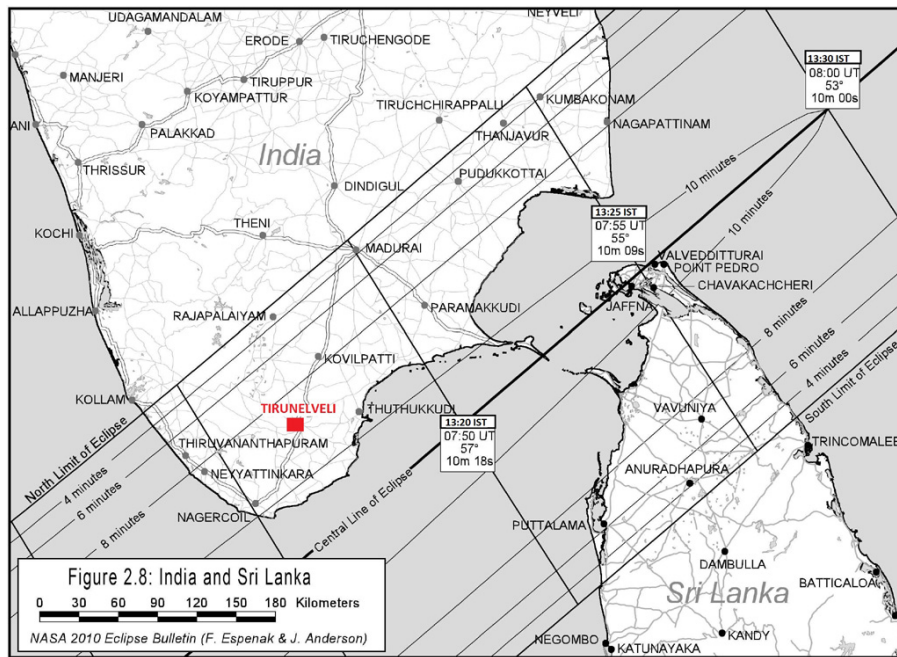 UDAGAMANDALAM
NEYVELI
ERODE
TIRUCHENGODE
MANJERI
TIRUPPUR
KOYAMPATTUR
TIRUCHCHIRAPPALLI
KUMBAKONAM
13:30 IST
08:00 UT
53°
10m 00s
ANI
PALAKKAD
THANJAVUR
NAGAPATTINAM
THRISSUR
India
PUDUKKOTTAI
10 minutes
DINDIGUL
10 minutes
KOCHI
THENI
MADURAI
13:25 IST
07:55 UT
55°
10m 09s
VALVEDDITTURAI
POINT PEDRO
CHAVAKACHCHERI
JAFFNA
ALLAPPUZHA
RAJAPALAIYAM
PARAMAKKUDI
8 minutes
KOVILPATTI
6 minutes
4 minutes
South Limit of Eclipse
KOLLAM
TIRUNELVELI
THUTHUKKUDI
VAVUNIYA
13:20 IST
07:50 UT
57°
10m 18s
THIRUVANANTHAPURAM
TRINCOMALEE
North Limit of Eclipse
NEYYATTINKARA
ANURADHAPURA
4 minutes
6 minutes
8 minutes
NAGERCOIL
Central Line of Eclipse
PUTTALAMA
DAMBULLA
BATTICALOA
Sri Lanka
NEGOMBO
KANDY
KATUNAYAKA
Figure 2.8: India and Sri Lanka
0 30 60 90 120 150 180 Kilometers
NASA 2010 Eclipse Bulletin (F. Espenak & J. Anderson)